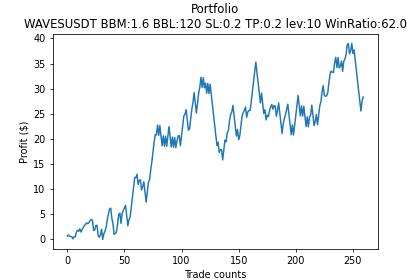 Portfolio
WAVESUSDT BBM:1.6 BBL:120 SL:0.2 TP:0.2 lev:10 WinRatio:62.0
40
35
30
25
20
15
10
5
0
Profit ($)
0 50 100 150 200 250
Trade counts